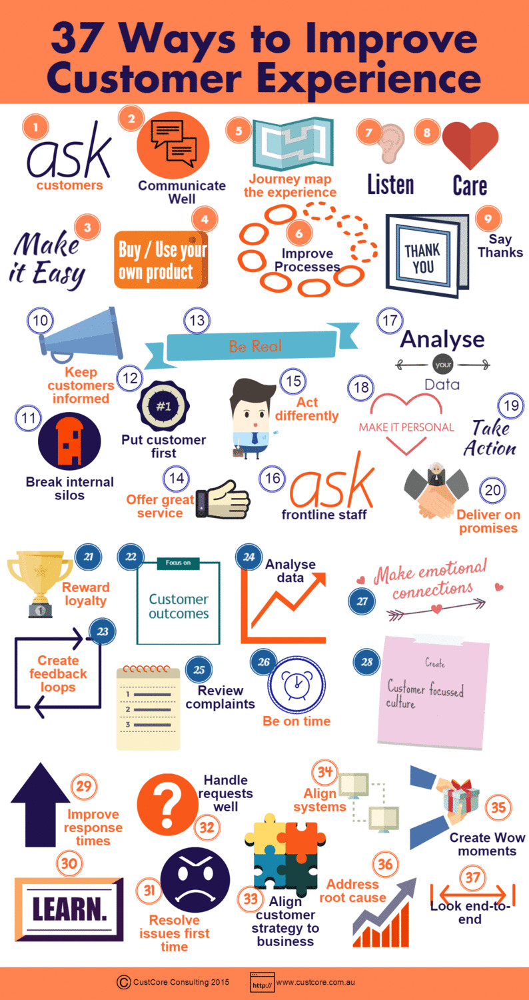 37 Ways to Improve
Customer Experience
1
ask
customers
2
Communicate
Well
5
Journey map
the experience
7
Listen
8
Care
3
Make
it Easy
4
Buy / Use your
own product
6
Improve
Processes
THANK
YOU
9
Say
Thanks
10
Keep
customers
informed
13
Be Real
17
Analyse
your
Data
11
Break internal
silos
12
#1
Put customer
first
15
Act
differently
18
MAKE IT PERSONAL
19
Take
Action
14
Offer great
service
16
ask
frontline staff
20
Deliver on
promises
21
1
Reward
loyalty
22
Focus on
Customer
outcomes
24
Analyse
data
27
Make emotional
connections
23
Create
feedback
loops
25
1
2
3
Review
complaints
26
Be on time
28
Create
Customer focussed
culture
29
Improve
response
times
?
32
Handle
requests
well
34
Align
systems
35
Create Wow
moments
30
LEARN.
31
Resolve
issues first
time
33
Align
customer
strategy to
business
36
Address
root cause
37
Look end-to-
end
© CustCore Consulting 2015
http://
www.custcore.com.au